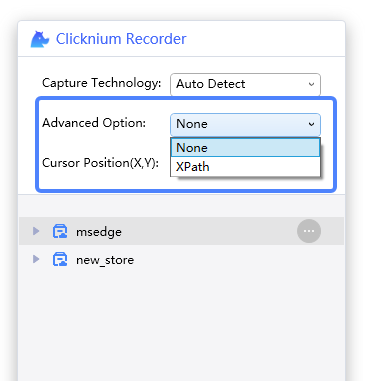 Clicknium Recorder
Capture Technology: Auto Detect
Advanced Option: None
None
Cursor Position(X,Y): XPath
msedge
new_store